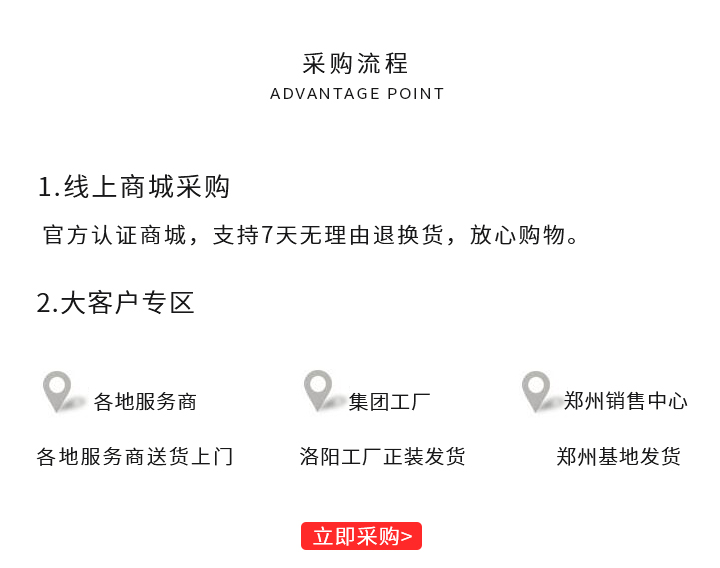 采购流程
ADVANTAGE POINT
1.线上商城采购
官方认证商城，支持7天无理由退换货，放心购物。
2.大客户专区
各地服务商
集团工厂
郑州销售中心
各地服务商送货上门
洛阳工厂正装发货
郑州基地发货
立即采购>